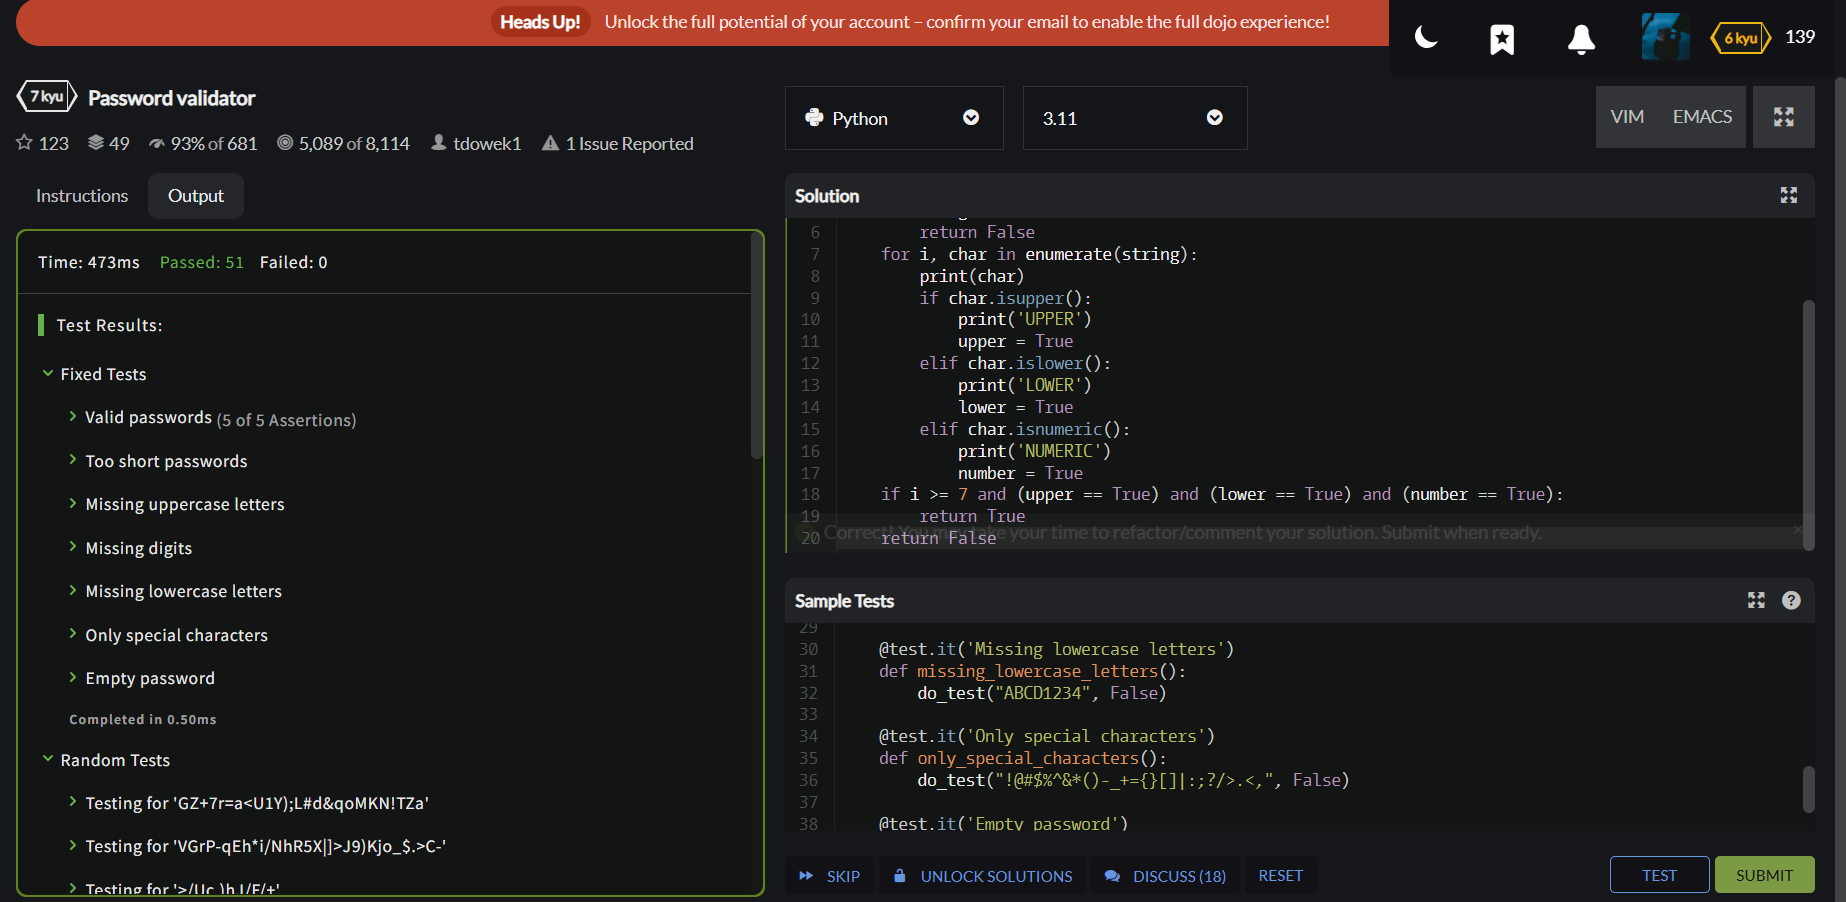 Heads Up! Unlock the full potential of your account – confirm your email to enable the full dojo experience!
6 kyu 139
7 kyu Password validator
123 49 93% of 681 5,089 of 8,114 tdowek1 1 Issue Reported
Instructions Output
Time: 473ms Passed: 51 Failed: 0
Test Results:
Fixed Tests
Valid passwords (5 of 5 Assertions)
Too short passwords
Missing uppercase letters
Missing digits
Missing lowercase letters
Only special characters
Empty password
Completed in 0.50ms
Random Tests
Testing for 'GZ+7r=a<U1Y);L#d&qoMKN!TZa'
Testing for 'VGrP-qEh*i/NhR5X|]>J9)Kjo_$.>C-'
Testing for
Python 3.11 VIM EMACS
Solution
6 return False
7 for i, char in enumerate(string):
8 print(char)
9 if char.isupper():
10 print('UPPER')
11 upper = True
12 elif char.islower():
13 print('LOWER')
14 lower = True
15 elif char.isnumeric():
16 print('NUMERIC')
17 number = True
18 if i >= 7 and (upper == True) and (lower == True) and (number == True):
19 return True
Correct! You may take your time to refactor/comment your solution. Submit when ready.
20 return False
Sample Tests
29
30 @test.it('Missing lowercase letters')
31 def missing_lowercase_letters():
32 do_test("ABCD1234", False)
33
34 @test.it('Only special characters')
35 def only_special_characters():
36 do_test("!@#$%^&*()-_+={}[]|:;?/>.<,", False)
37
38 @test.it('Empty password')
SKIP UNLOCK SOLUTIONS DISCUSS (18) RESET TEST SUBMIT